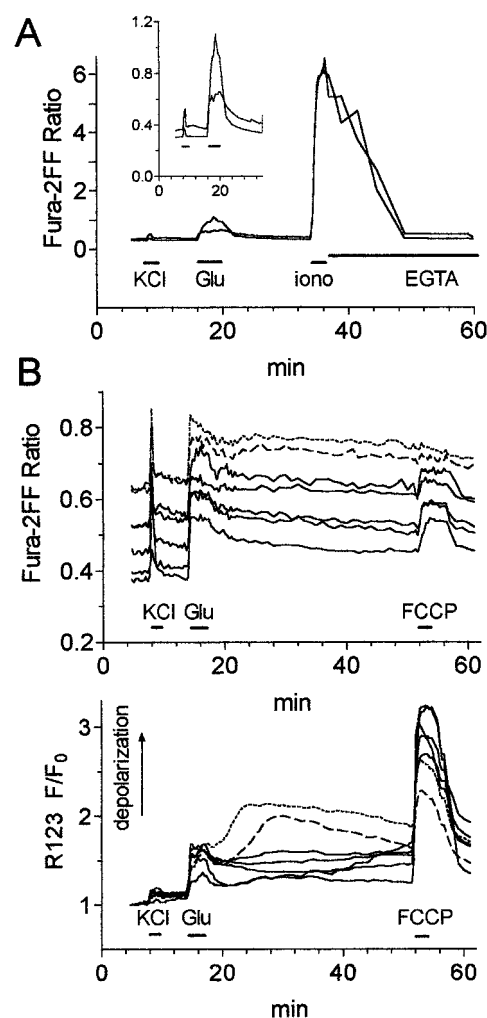 A
Fura-2FF Ratio
6
4
2
0
1.2
0.8
0.4
0.0
0
20
KCl
Glu
iono
EGTA
0
20
40
60
min
B
Fura-2FF Ratio
0.8
0.6
0.4
0.2
KCl
Glu
FCCP
0
20
40
60
min
R123 F/F0
depolarization
3
2
1
KCl
Glu
FCCP
0
20
40
60
min